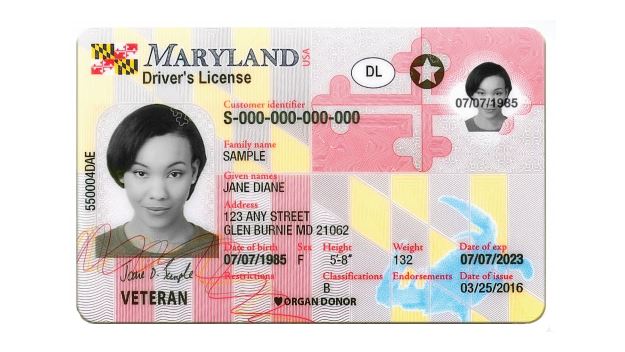 MARYLAND USA
Driver's License
DL
07/07/1985
Customer identifier
S-000-000-000-000
Family name
SAMPLE
Given names
JANE DIANE
Address
123 ANY STREET
GLEN BURNIE MD 21062
Date of birth Sex Height Weight Date of exp
07/07/1985 F 5'-8" 132 07/07/2023
Restrictions Classifications Endorsements Date of issue
B 03/25/2016
♥ORGAN DONOR
550004DAE
Jane D. Sample
VETERAN